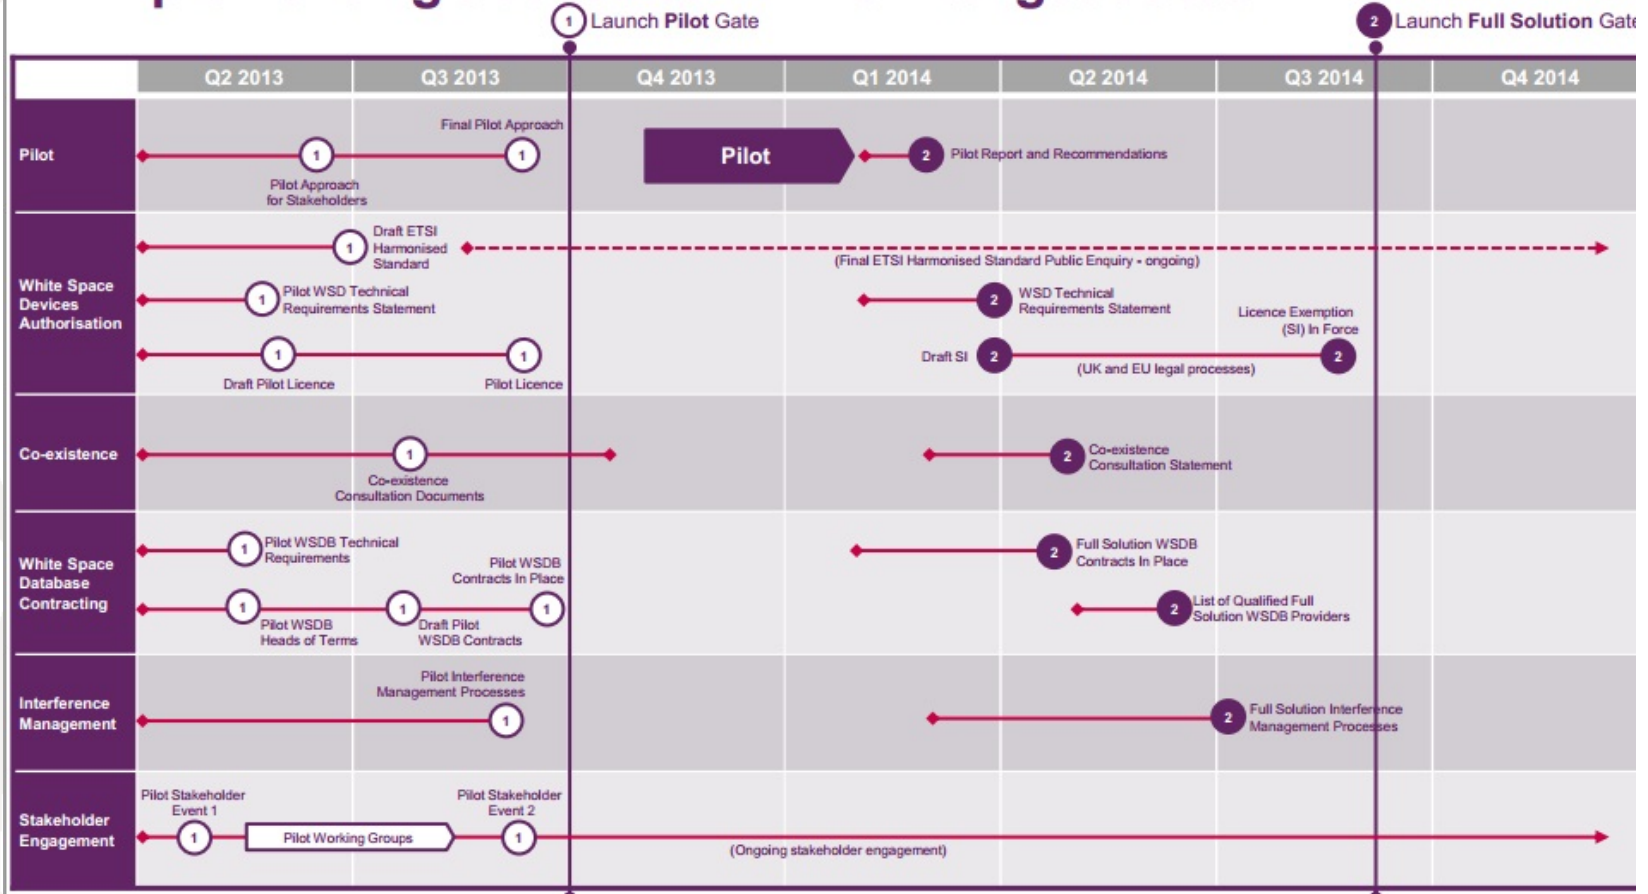 1 Launch Pilot Gate
2 Launch Full Solution Gate
Q2 2013 Q3 2013 Q4 2013 Q1 2014 Q2 2014 Q3 2014 Q4 2014
Pilot
Final Pilot Approach
1
1
Pilot Approach
for Stakeholders
Pilot
2
Pilot Report and Recommendations
White Space
Devices
Authorisation
1
Draft ETSI
Harmonised
Standard
(Final ETSI Harmonised Standard Public Enquiry - ongoing)
1
Pilot WSD Technical
Requirements Statement
2
WSD Technical
Requirements Statement
1
Draft Pilot Licence
1
Pilot Licence
Draft SI
2
(UK and EU legal processes)
Licence Exemption
(SI) In Force
2
Co-existence
1
Co-existence
Consultation Documents
2
Co-existence
Consultation Statement
White Space
Database
Contracting
1
Pilot WSDB Technical
Requirements
1
Pilot WSDB
Heads of Terms
1
Draft Pilot
WSDB Contracts
Pilot WSDB
Contracts In Place
1
2
Full Solution WSDB
Contracts In Place
2
List of Qualified Full
Solution WSDB Providers
Interference
Management
Pilot Interference
Management Processes
1
2
Full Solution Interference
Management Processes
Stakeholder
Engagement
Pilot Stakeholder
Event 1
1
Pilot Working Groups
Pilot Stakeholder
Event 2
1
(Ongoing stakeholder engagement)